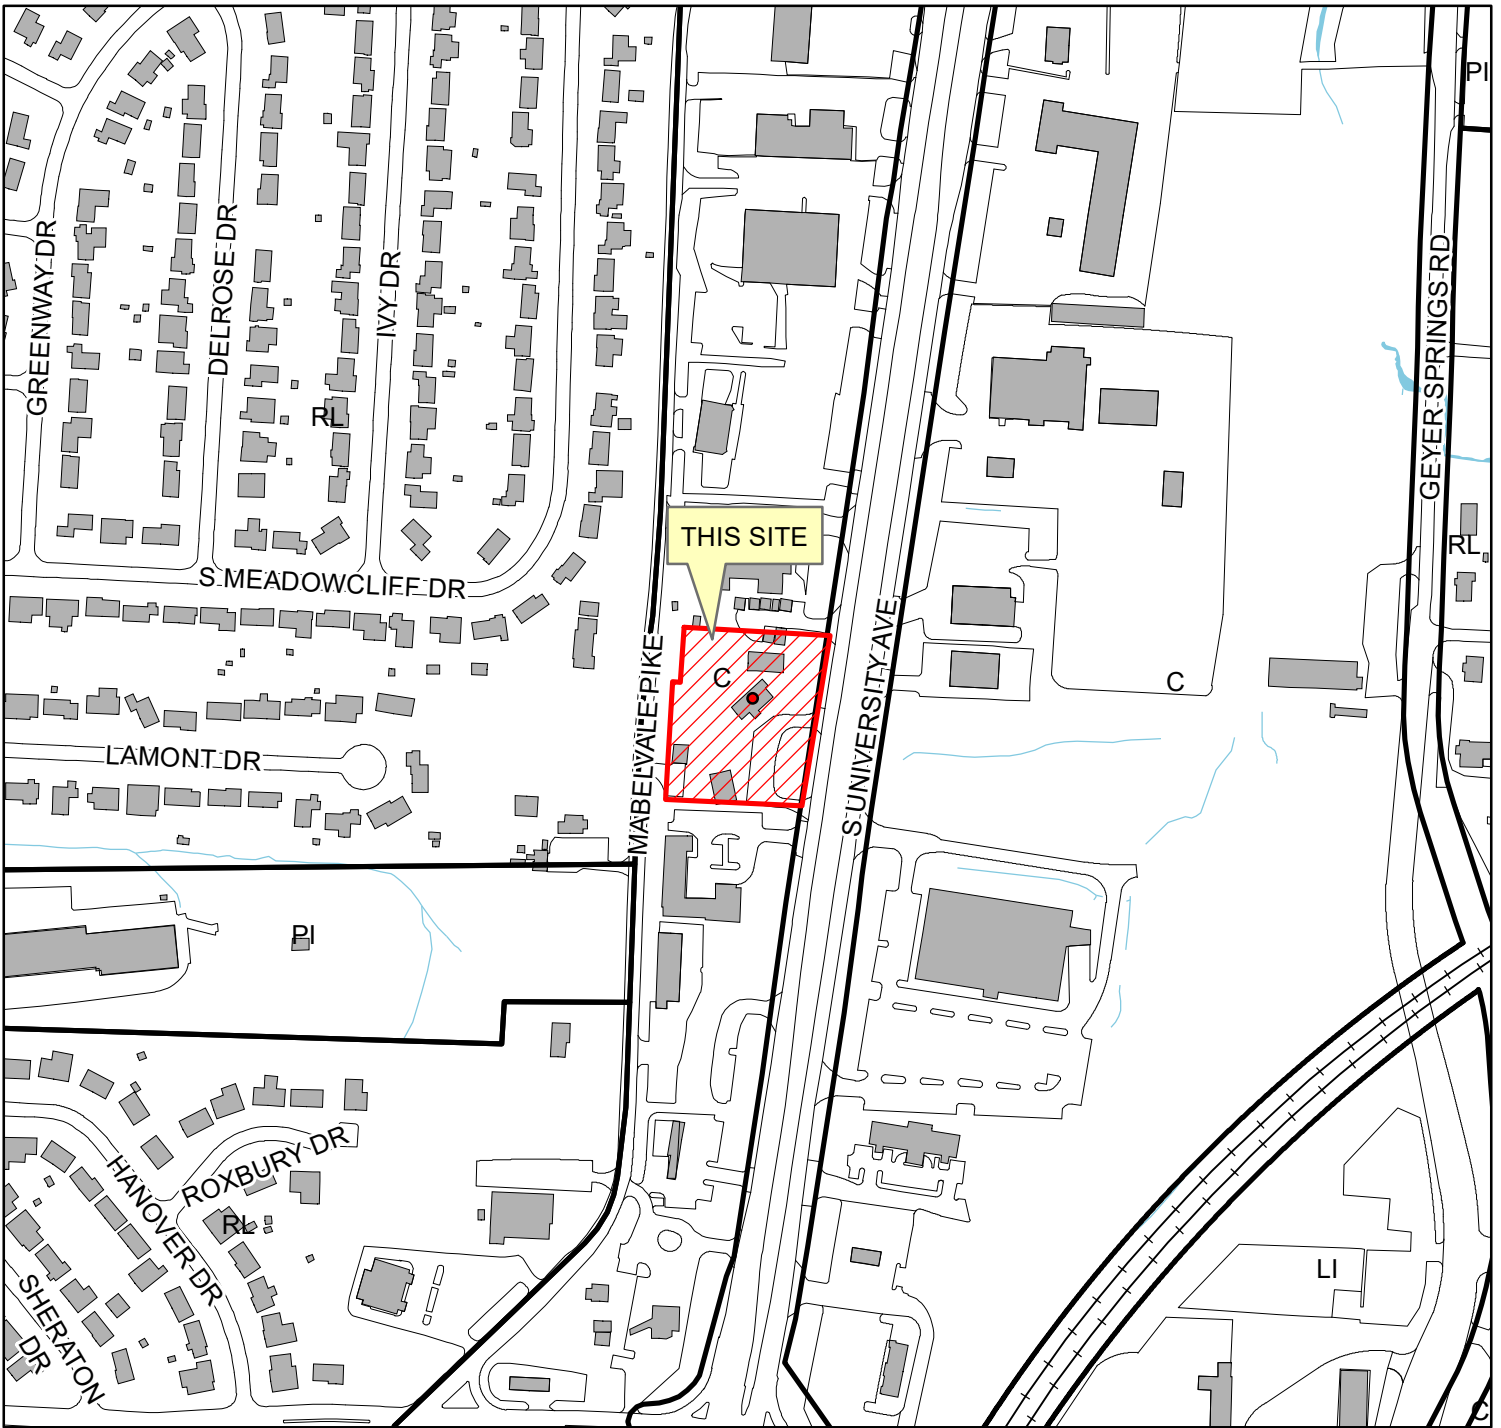 PI
GREENWAY DR
DELROSE DR
IVY DR
GEYER SPRINGS RD
RL
THIS SITE
RL
S MEADOWCLIFF DR
MABELVALE PIKE
S UNIVERSITY AVE
C
C
LAMONT DR
PI
HANOVER DR
ROXBURY DR
RL
SHERATON
DR
LI
C